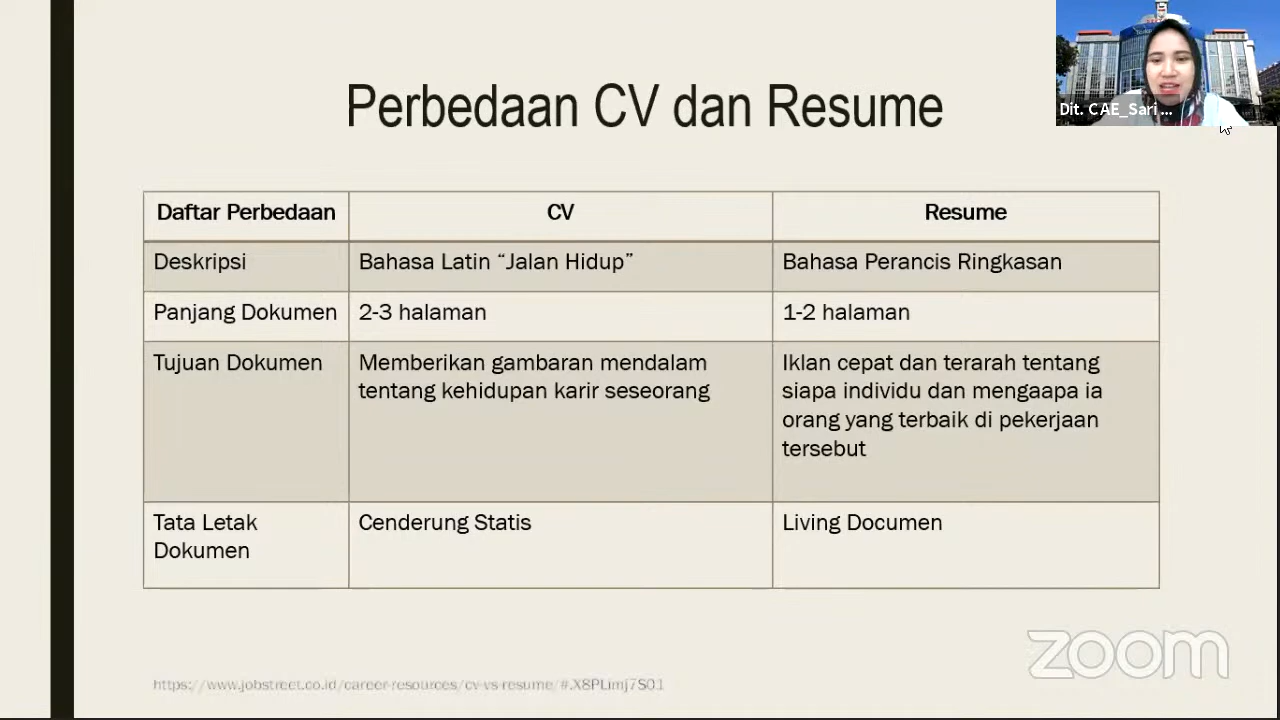 Perbedaan CV dan Resume
Dit. CAE_Sari ...
Daftar Perbedaan CV Resume
Deskripsi Bahasa Latin “Jalan Hidup” Bahasa Perancis Ringkasan
Panjang Dokumen 2-3 halaman 1-2 halaman
Tujuan Dokumen Memberikan gambaran mendalam Iklan cepat dan terarah tentang
tentang kehidupan karir seseorang siapa individu dan mengaapa ia
orang yang terbaik di pekerjaan
tersebut
Tata Letak Cenderung Statis Living Documen
Dokumen
zoom
https://www.jobstreet.co.id/career-resources/cv-vs-resume/#.X8PLimj7S01